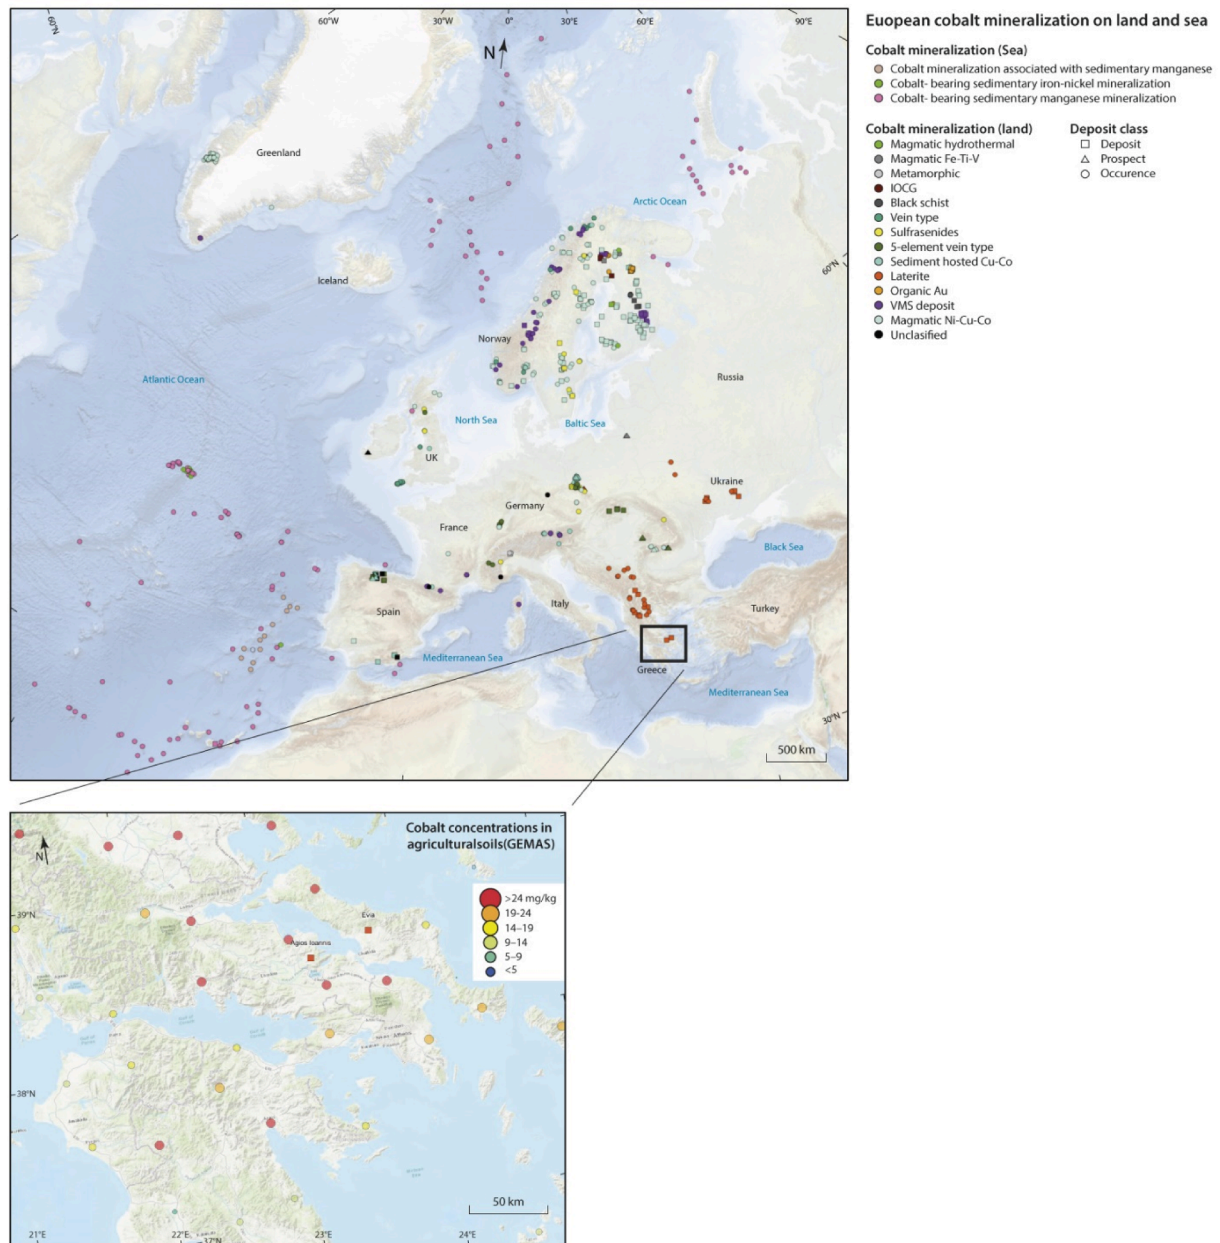 60°N
60°W
30°W
0°
30°E
60°E
90°E
N
Greenland
Arctic Ocean
60°N
Iceland
Norway
Russia
Atlantic Ocean
North Sea
Baltic Sea
UK
Ukraine
Germany
France
Black Sea
Italy
Turkey
Spain
Mediterranean Sea
Greece
Mediterranean Sea
30°N
500 km
Euopean cobalt mineralization on land and sea
Cobalt mineralization (Sea)
Cobalt mineralization associated with sedimentary manganese
Cobalt- bearing sedimentary iron-nickel mineralization
Cobalt- bearing sedimentary manganese mineralization
Cobalt mineralization (land)
Magmatic hydrothermal
Magmatic Fe-Ti-V
Metamorphic
IOCG
Black schist
Vein type
Sulfrasenides
5-element vein type
Sediment hosted Cu-Co
Laterite
Organic Au
VMS deposit
Magmatic Ni-Cu-Co
Unclasified
Deposit class
Deposit
Prospect
Occurence
Cobalt concentrations in
agriculturalsoils(GEMAS)
N
>24 mg/kg
19-24
14–19
9–14
5–9
<5
39°N
Evia
Agios Ioannis
38°N
50 km
21°E
22°E
37°N
23°E
24°E